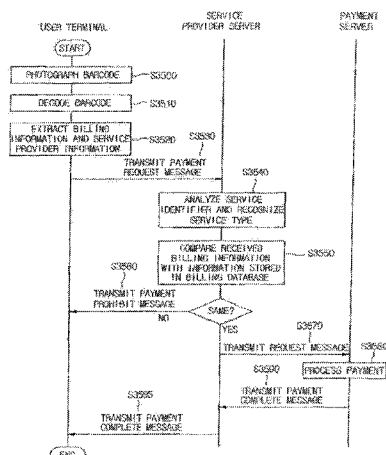 USER TERMINAL
SERVICE
PROVIDER SERVER
PAYMENT
SERVER
START
PHOTOGRAPH BARCODE
S3500
DECODE BARCODE
S3510
EXTRACT BILLING
INFORMATION AND SERVICE
PROVIDER INFORMATION
S3520
S3530
TRANSMIT PAYMENT
REQUEST MESSAGE
S3540
ANALYZE SERVICE
IDENTIFIER AND RECOGNIZE
SERVICE TYPE
S3550
COMPARE RECEIVED
BILLING INFORMATION
WITH INFORMATION STORED
IN BILLING DATABASE
S3560
TRANSMIT PAYMENT
PROHIBIT MESSAGE
NO
SAME?
YES
S3570
TRANSMIT REQUEST MESSAGE
S3580
PROCESS PAYMENT
S3590
TRANSMIT PAYMENT
COMPLETE MESSAGE
S3595
TRANSMIT PAYMENT
COMPLETE MESSAGE
END